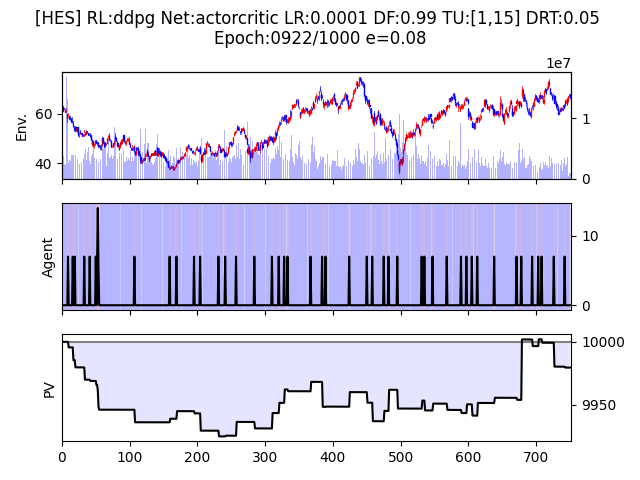 [HES] RL:ddpg Net:actorcritic LR:0.0001 DF:0.99 TU:[1,15] DRT:0.05
Epoch:0922/1000 e=0.08
1e7
Env.
60
40
1
0
Agent
10
0
PV
10000
9950
0 100 200 300 400 500 600 700